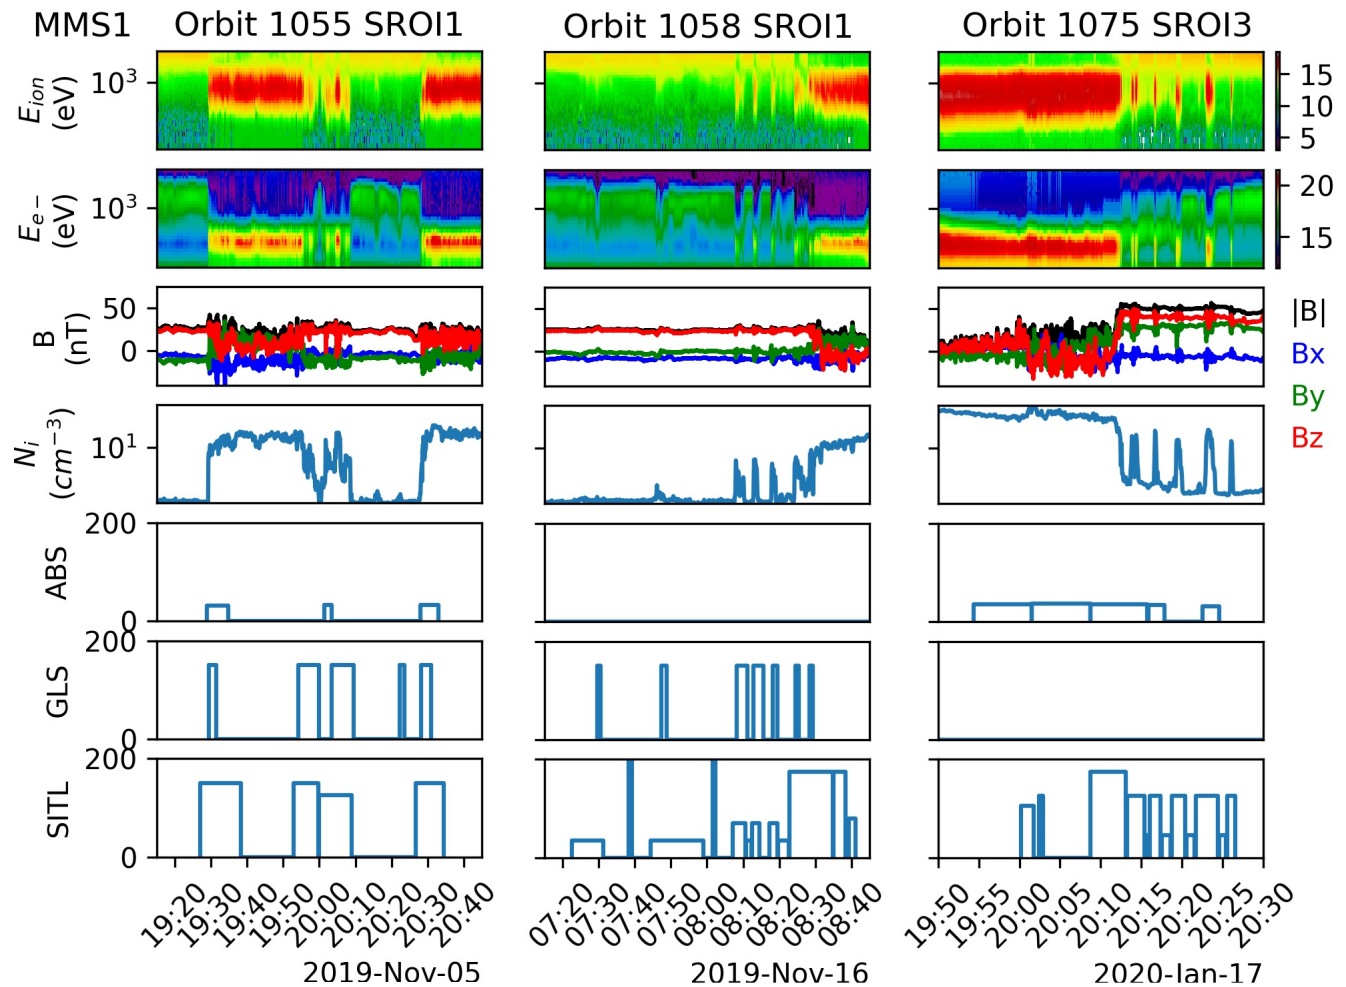 MMS1 Orbit 1055 SROI1 Orbit 1058 SROI1 Orbit 1075 SROI3
E_ion (eV) 10^3 15 10 5
E_e− (eV) 10^3 20 15
B (nT) 50 0 |B| Bx By Bz
N_i (cm^−3) 10^1
ABS 200 0
GLS 200 0
SITL 200 0
19:20 19:30 19:40 19:50 20:00 20:10 20:20 20:30 20:40
07:20 07:30 07:40 07:50 08:00 08:10 08:20 08:30 08:40
19:50 19:55 20:00 20:05 20:10 20:15 20:20 20:25 20:30
2019-Nov-05 2019-Nov-16 2020-Jan-17